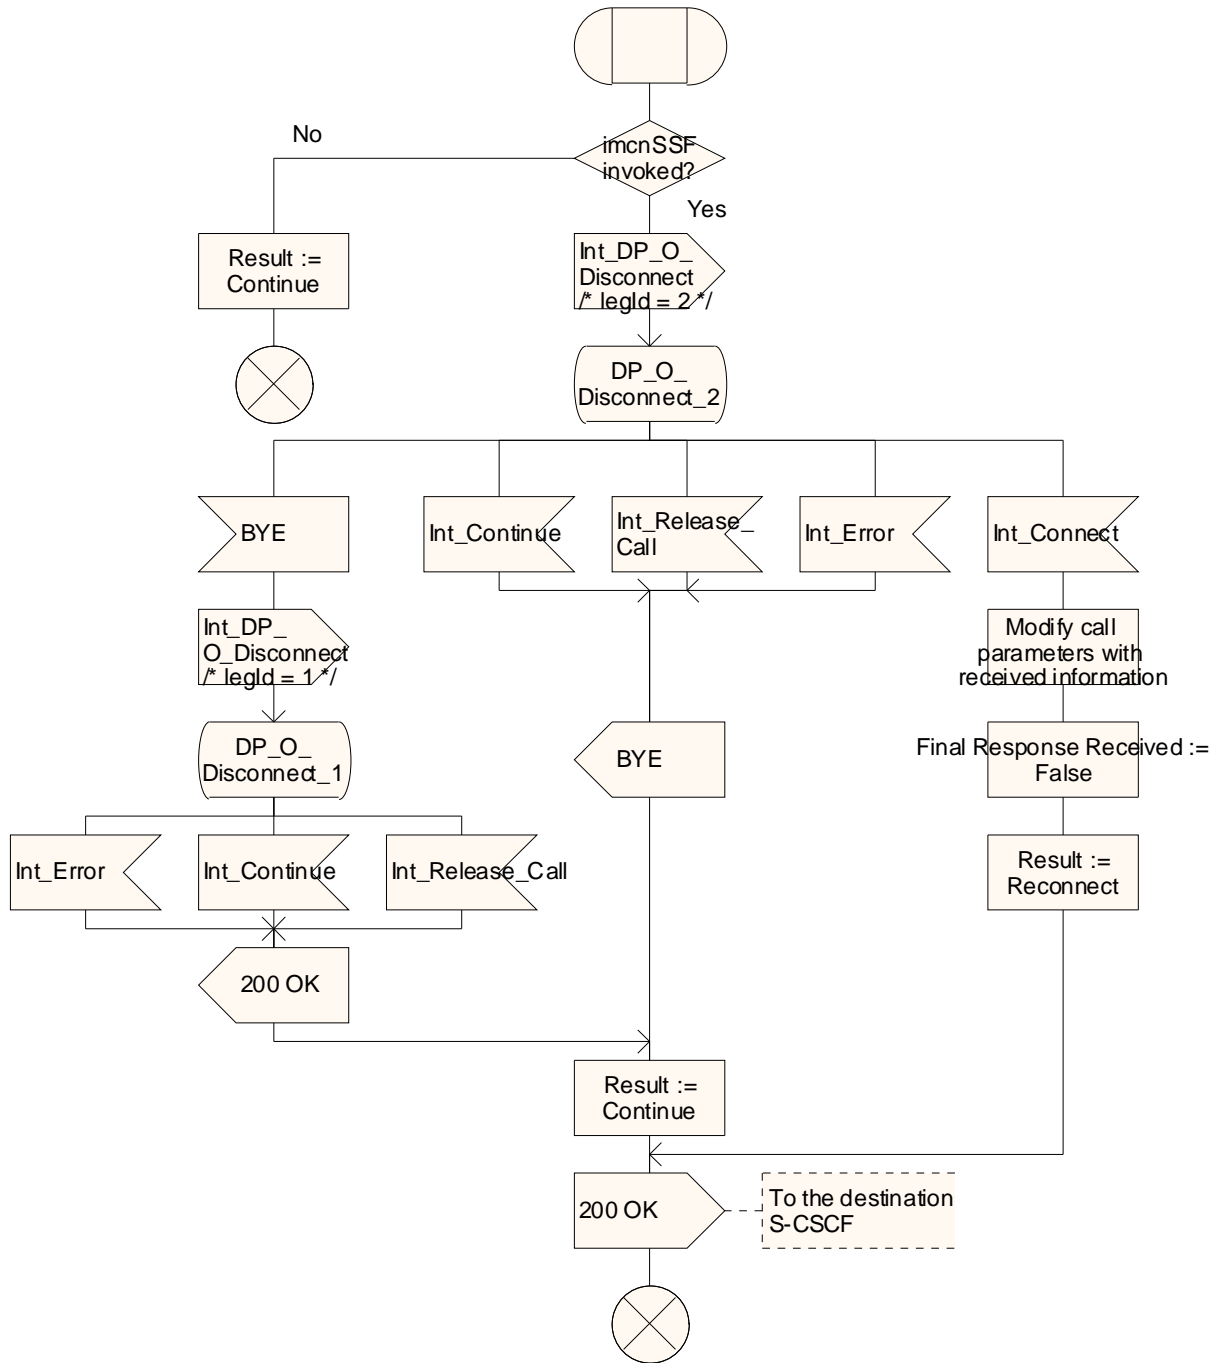 No
imcnSSF
invoked?
Yes
Result :=
Continue
Int_DP_O_
Disconnect
/* legId = 2 */
DP_O_
Disconnect_2
BYE
Int_Continue
Int_Release_
Call
Int_Error
Int_Connect
Int_DP_
O_Disconnect
/* legId = 1 */
Modify call
parameters with
received information
DP_O_
Disconnect_1
BYE
Final Response Received :=
False
Int_Error
Int_Continue
Int_Release_Call
Result :=
Reconnect
200 OK
Result :=
Continue
200 OK
To the destination
S-CSCF